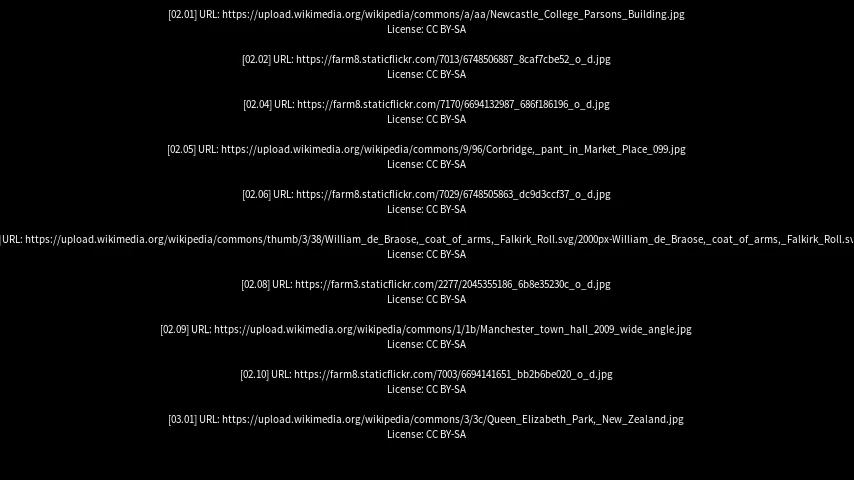 [02.01] URL: https://upload.wikimedia.org/wikipedia/commons/a/aa/Newcastle_College_Parsons_Building.jpg
License: CC BY-SA
[02.02] URL: https://farm8.staticflickr.com/7013/6748506887_8caf7cbe52_o_d.jpg
License: CC BY-SA
[02.04] URL: https://farm8.staticflickr.com/7170/6694132987_686f186196_o_d.jpg
License: CC BY-SA
[02.05] URL: https://upload.wikimedia.org/wikipedia/commons/9/96/Corbridge,_pant_in_Market_Place_099.jpg
License: CC BY-SA
[02.06] URL: https://farm8.staticflickr.com/7029/6748505863_dc9d3ccf37_o_d.jpg
License: CC BY-SA
URL: https://upload.wikimedia.org/wikipedia/commons/thumb/3/38/William_de_Braose,_coat_of_arms,_Falkirk_Roll.svg/2000px-William_de_Braose,_coat_of_arms,_Falkirk_Roll.sv
License: CC BY-SA
[02.08] URL: https://farm3.staticflickr.com/2277/2045355186_6b8e35230c_o_d.jpg
License: CC BY-SA
[02.09] URL: https://upload.wikimedia.org/wikipedia/commons/1/1b/Manchester_town_hall_2009_wide_angle.jpg
License: CC BY-SA
[02.10] URL: https://farm8.staticflickr.com/7003/6694141651_bb2b6be020_o_d.jpg
License: CC BY-SA
[03.01] URL: https://upload.wikimedia.org/wikipedia/commons/3/3c/Queen_Elizabeth_Park,_New_Zealand.jpg
License: CC BY-SA